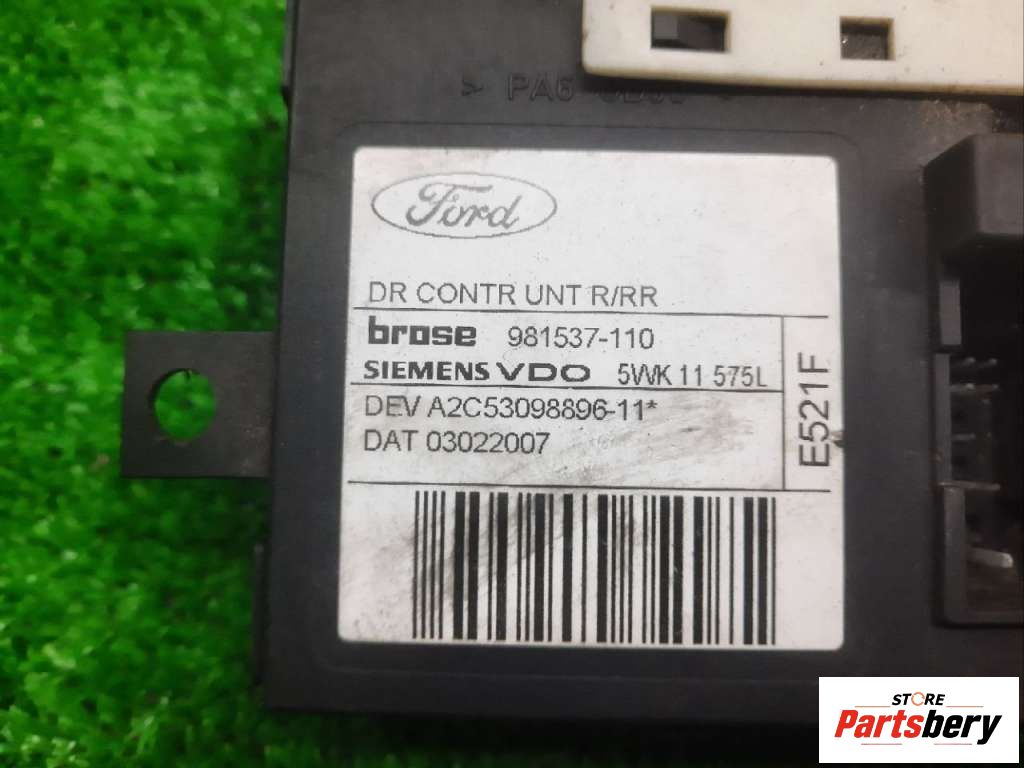 > PA6
Ford
DR CONTR UNT R/RR
brose 981537-110
SIEMENS VDO 5WK 11 575L
DEV A2C53098896-11*
DAT 03022007
E521F
STORE
Partsbery